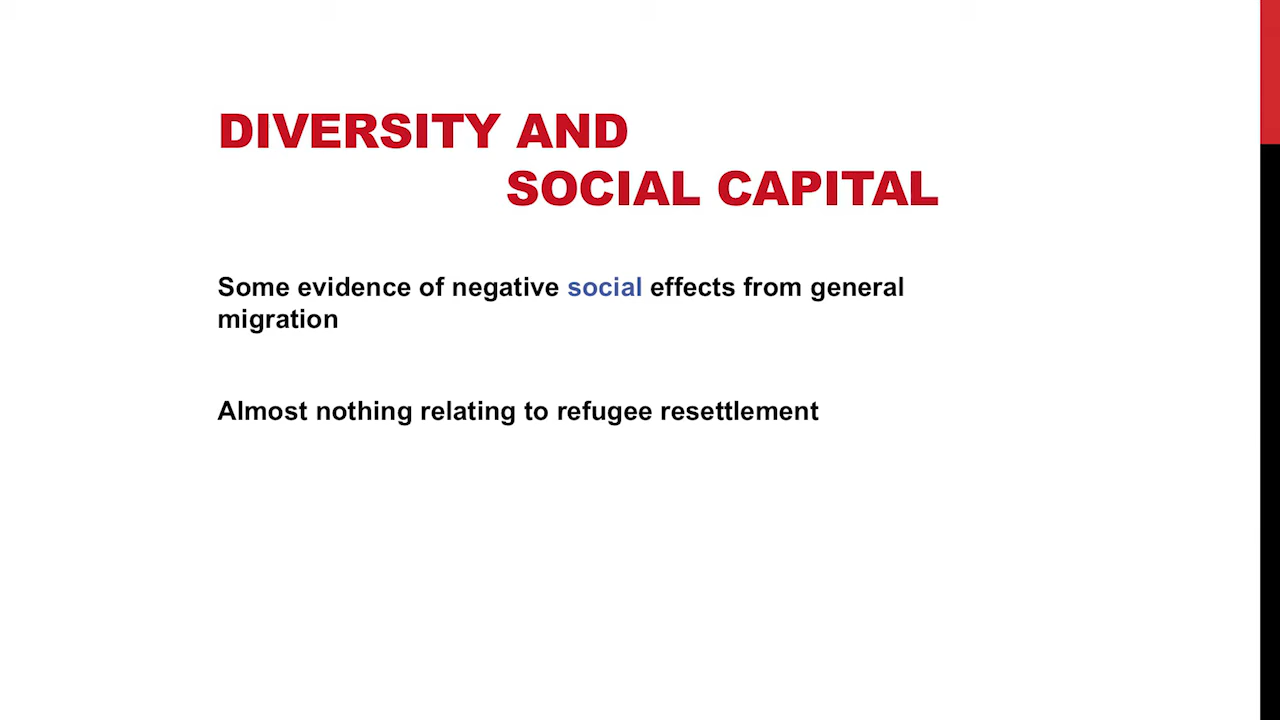 DIVERSITY AND
SOCIAL CAPITAL
Some evidence of negative social effects from general
migration
Almost nothing relating to refugee resettlement